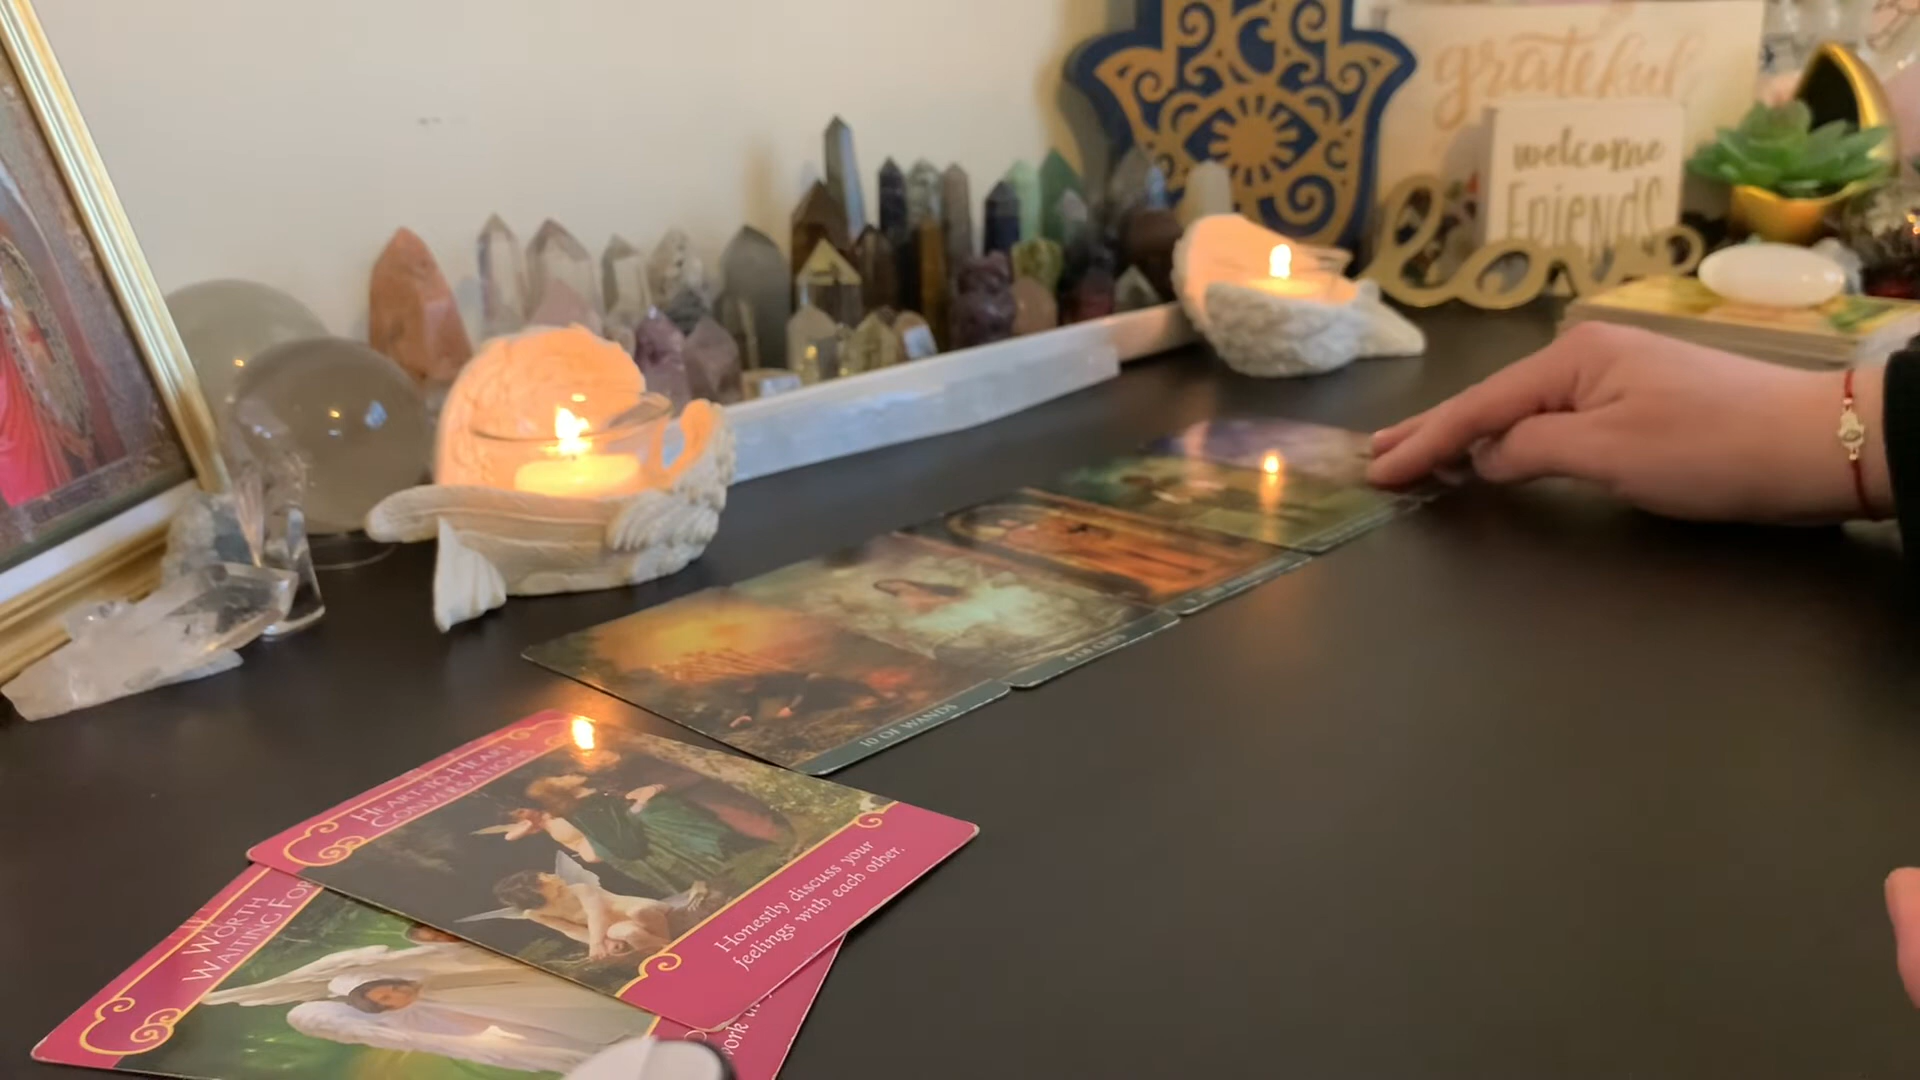 grateful
welcome
FRIENDS
love
10 OF WANDS
HEART-TO-HEART
CONVERSATIONS
Honestly discuss your
feelings with each other.
WORTH
WAITING FOR
work